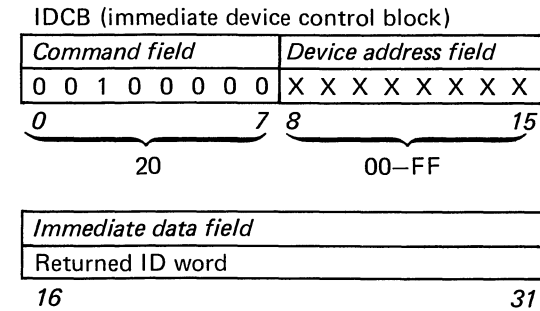 IDCB (immediate device control block)
Command field Device address field
0 0 1 0 0 0 0 0 X X X X X X X X
0 7 8 15
20 00–FF
Immediate data field
Returned ID word
16 31